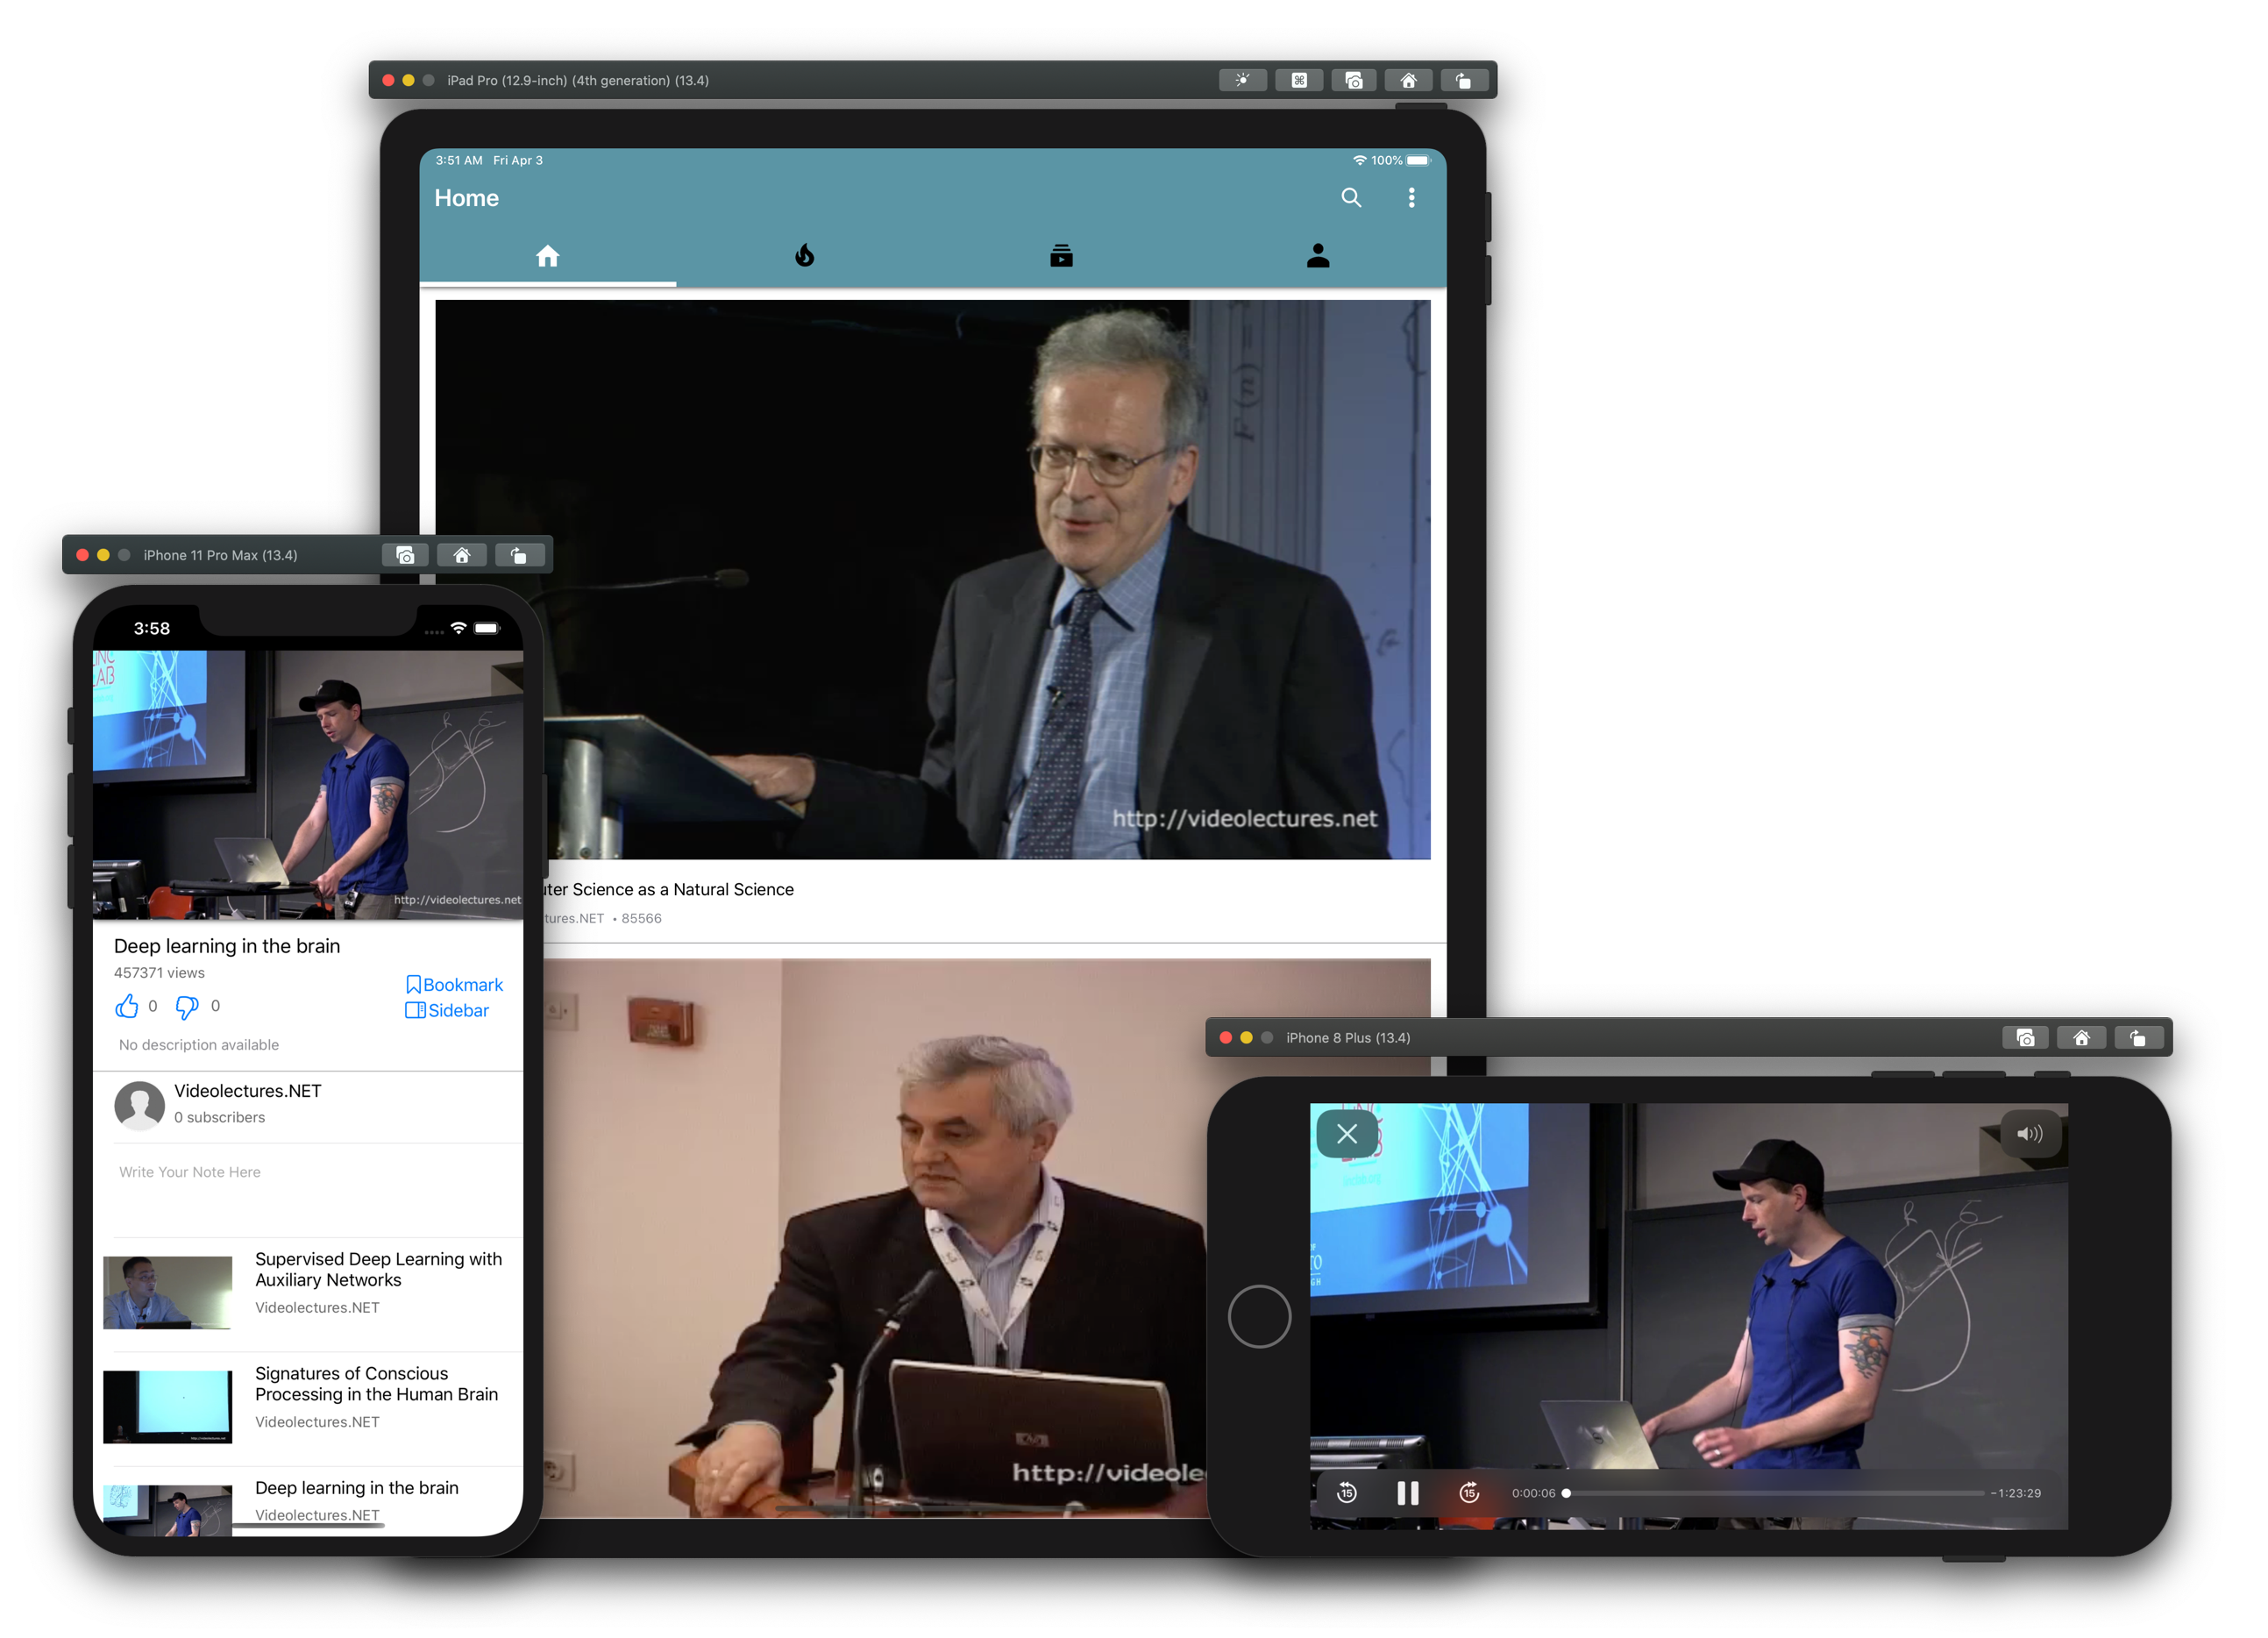 iPad Pro (12.9-inch) (4th generation) (13.4)
3:51 AM Fri Apr 3
100%
Home
F(n) =
http://videolectures.net
uter Science as a Natural Science
tures.NET • 85566
http://videole
iPhone 11 Pro Max (13.4)
3:58
LINC
LAB
http://videolectures.net
Deep learning in the brain
457371 views
0 0
Bookmark
Sidebar
No description available
Videolectures.NET
0 subscribers
Write Your Note Here
Supervised Deep Learning with
Auxiliary Networks
Videolectures.NET
Signatures of Conscious
Processing in the Human Brain
Videolectures.NET
Deep learning in the brain
Videolectures.NET
iPhone 8 Plus (13.4)
15
15
0:00:06
−1:23:29